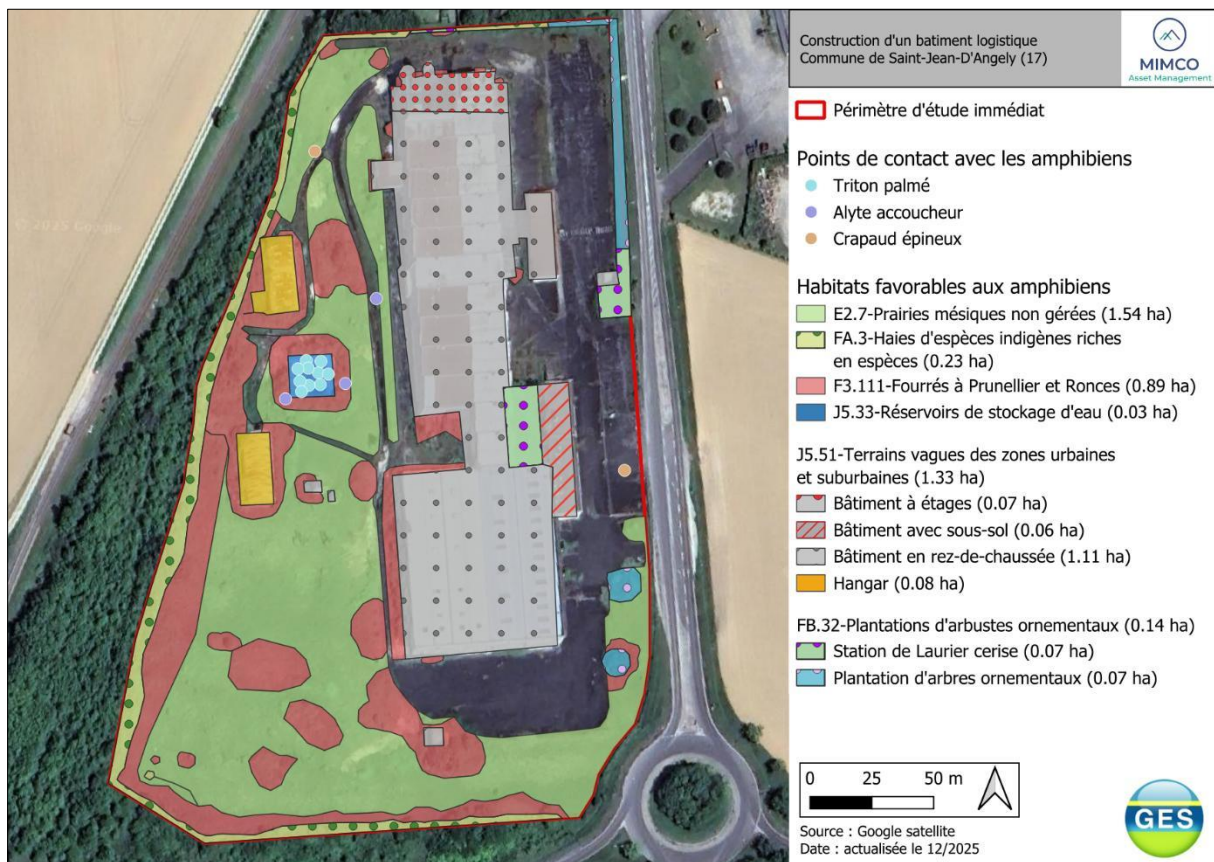 Construction d'un batiment logistique
Commune de Saint-Jean-D'Angely (17)
MIMCO
Asset Management
Périmètre d'étude immédiat
Points de contact avec les amphibiens
Triton palmé
Alyte accoucheur
Crapaud épineux
Habitats favorables aux amphibiens
E2.7-Prairies mésiques non gérées (1.54 ha)
FA.3-Haies d'espèces indigènes riches
en espèces (0.23 ha)
F3.111-Fourrés à Prunellier et Ronces (0.89 ha)
J5.33-Réservoirs de stockage d'eau (0.03 ha)
J5.51-Terrains vagues des zones urbaines
et suburbaines (1.33 ha)
Bâtiment à étages (0.07 ha)
Bâtiment avec sous-sol (0.06 ha)
Bâtiment en rez-de-chaussée (1.11 ha)
Hangar (0.08 ha)
FB.32-Plantations d'arbustes ornementaux (0.14 ha)
Station de Laurier cerise (0.07 ha)
Plantation d'arbres ornementaux (0.07 ha)
0 25 50 m
Source : Google satellite
Date : actualisée le 12/2025
GES
© 2025 Google